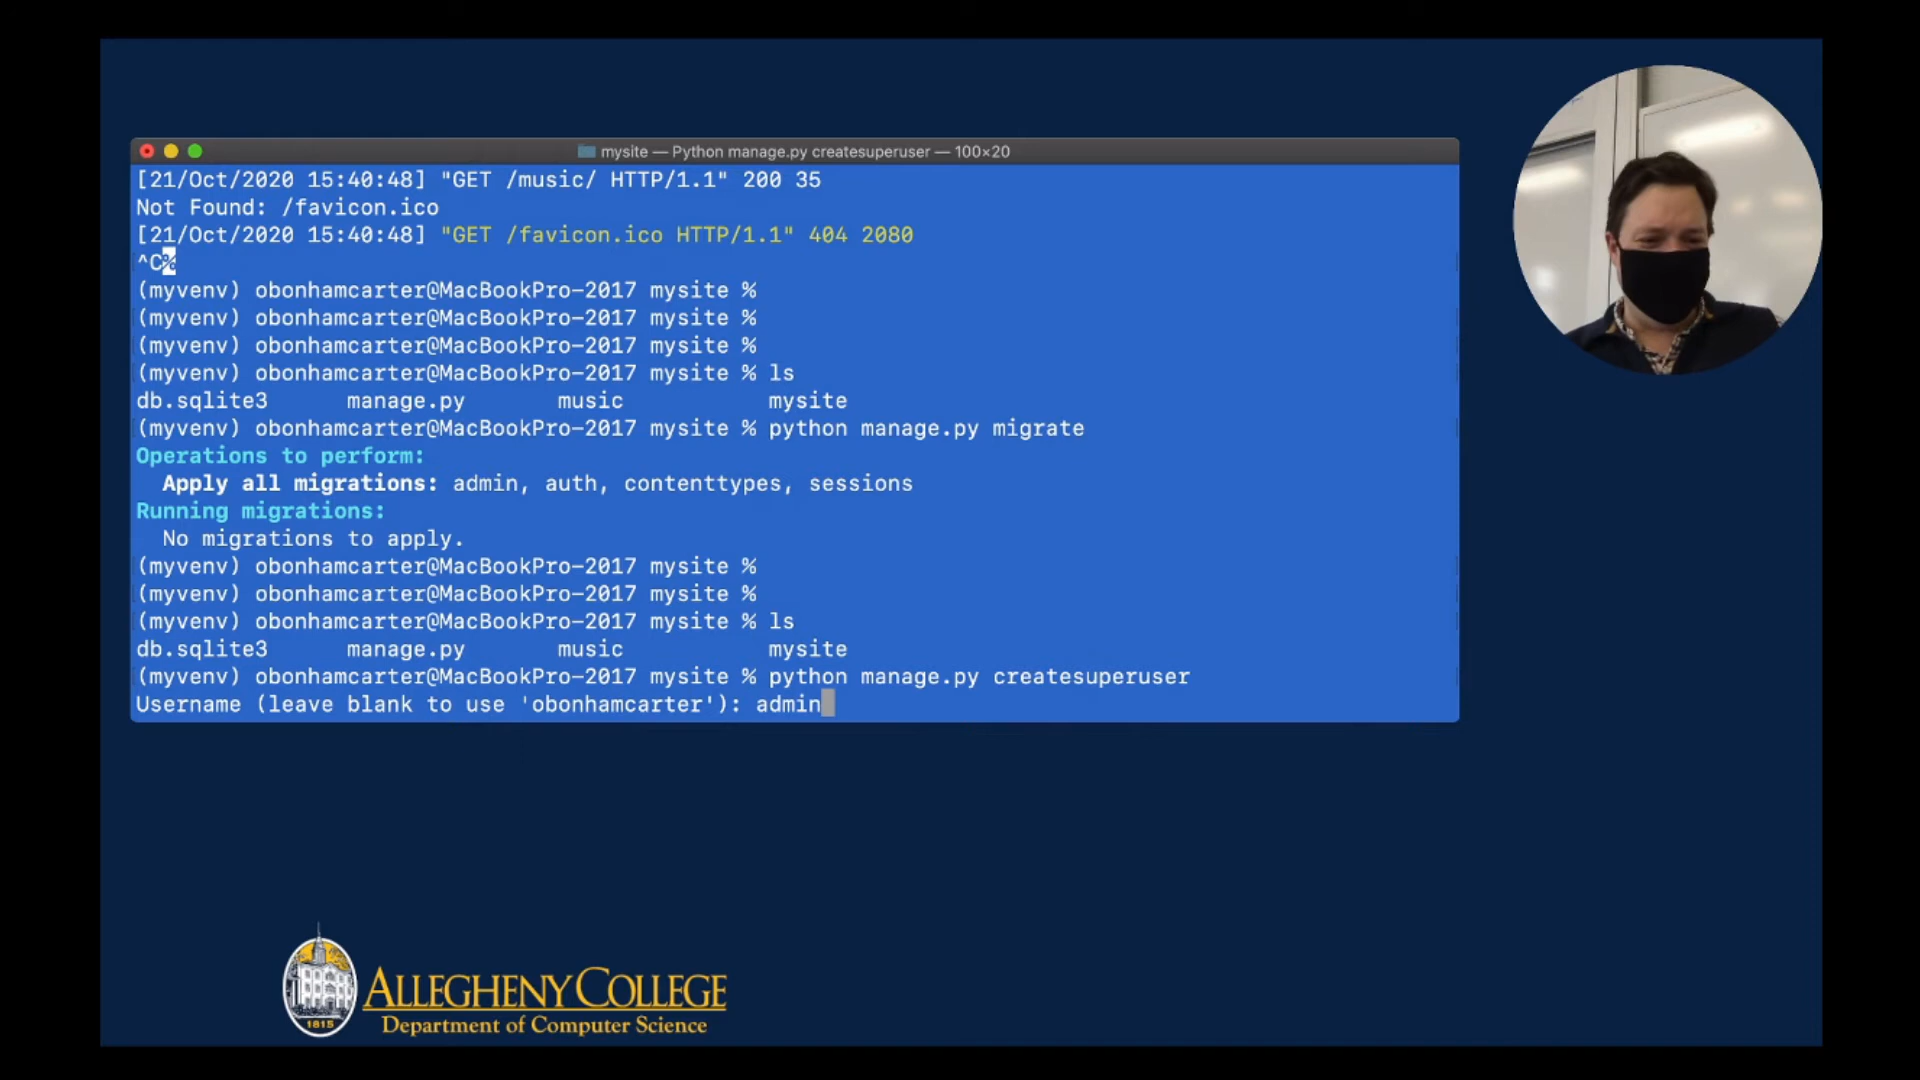 mysite — Python manage.py createsuperuser — 100×20
[21/Oct/2020 15:40:48] "GET /music/ HTTP/1.1" 200 35
Not Found: /favicon.ico
[21/Oct/2020 15:40:48] "GET /favicon.ico HTTP/1.1" 404 2080
^C%
(myvenv) obonhamcarter@MacBookPro-2017 mysite %
(myvenv) obonhamcarter@MacBookPro-2017 mysite %
(myvenv) obonhamcarter@MacBookPro-2017 mysite %
(myvenv) obonhamcarter@MacBookPro-2017 mysite % ls
db.sqlite3 manage.py music mysite
(myvenv) obonhamcarter@MacBookPro-2017 mysite % python manage.py migrate
Operations to perform:
Apply all migrations: admin, auth, contenttypes, sessions
Running migrations:
No migrations to apply.
(myvenv) obonhamcarter@MacBookPro-2017 mysite %
(myvenv) obonhamcarter@MacBookPro-2017 mysite %
(myvenv) obonhamcarter@MacBookPro-2017 mysite % ls
db.sqlite3 manage.py music mysite
(myvenv) obonhamcarter@MacBookPro-2017 mysite % python manage.py createsuperuser
Username (leave blank to use 'obonhamcarter'): admin
1815
ALLEGHENY COLLEGE
Department of Computer Science